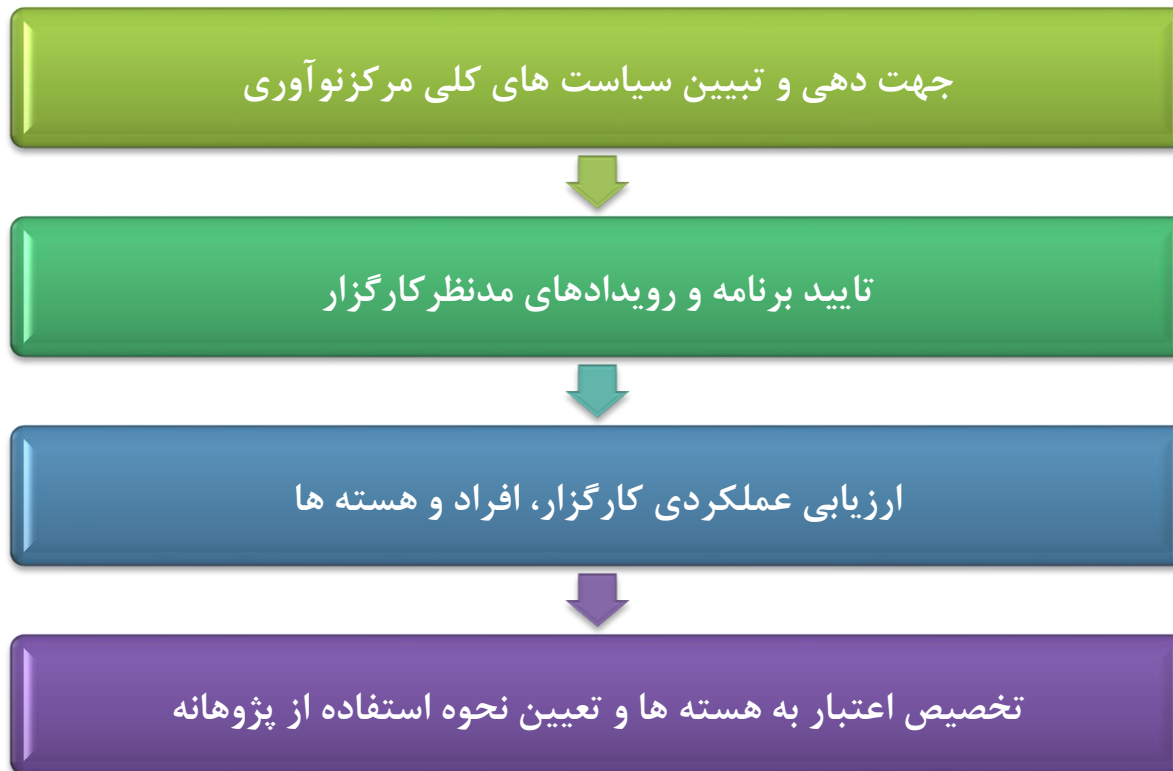 جهت دهی و تبیین سیاست های کلی مرکزنوآوری
تایید برنامه و رویدادهای مدنظرکارگزار
ارزیابی عملکردی کارگزار، افراد و هسته ها
تخصیص اعتبار به هسته ها و تعیین نحوه استفاده از پژوهانه